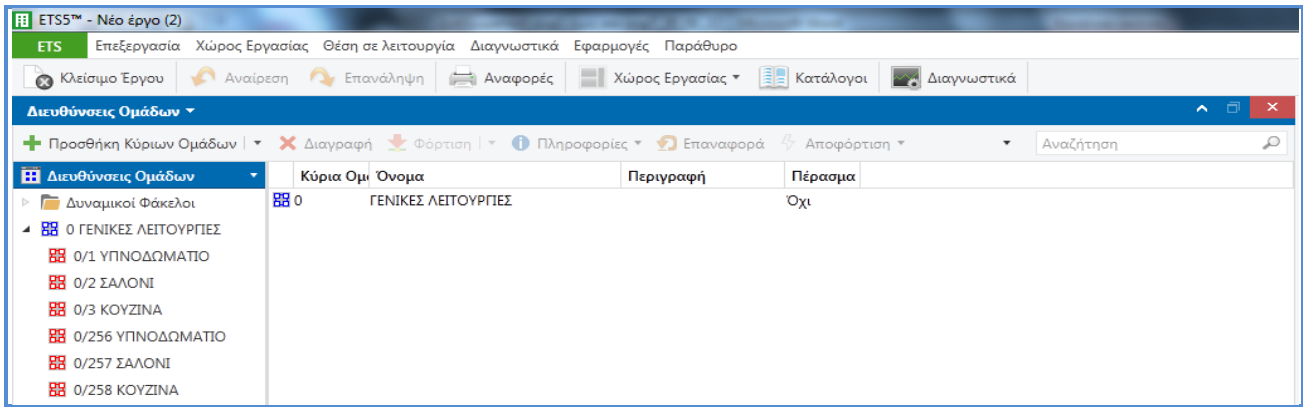 ETS5™ - Νέο έργο (2)
ETS Επεξεργασία Χώρος Εργασίας Θέση σε λειτουργία Διαγνωστικά Εφαρμογές Παράθυρο
Κλείσιμο Έργου Αναίρεση Επανάληψη Αναφορές Χώρος Εργασίας Κατάλογοι Διαγνωστικά
Διευθύνσεις Ομάδων
Προσθήκη Κύριων Ομάδων Διαγραφή Φόρτιση Πληροφορίες Επαναφορά Αποφόρτιση Αναζήτηση
Διευθύνσεις Ομάδων Κύρια Ομι Όνομα Περιγραφή Πέρασμα
Δυναμικοί Φάκελοι 0 ΓΕΝΙΚΕΣ ΛΕΙΤΟΥΡΓΙΕΣ Όχι
0 ΓΕΝΙΚΕΣ ΛΕΙΤΟΥΡΓΙΕΣ
0/1 ΥΠΝΟΔΩΜΑΤΙΟ
0/2 ΣΑΛΟΝΙ
0/3 ΚΟΥΖΙΝΑ
0/256 ΥΠΝΟΔΩΜΑΤΙΟ
0/257 ΣΑΛΟΝΙ
0/258 ΚΟΥΖΙΝΑ